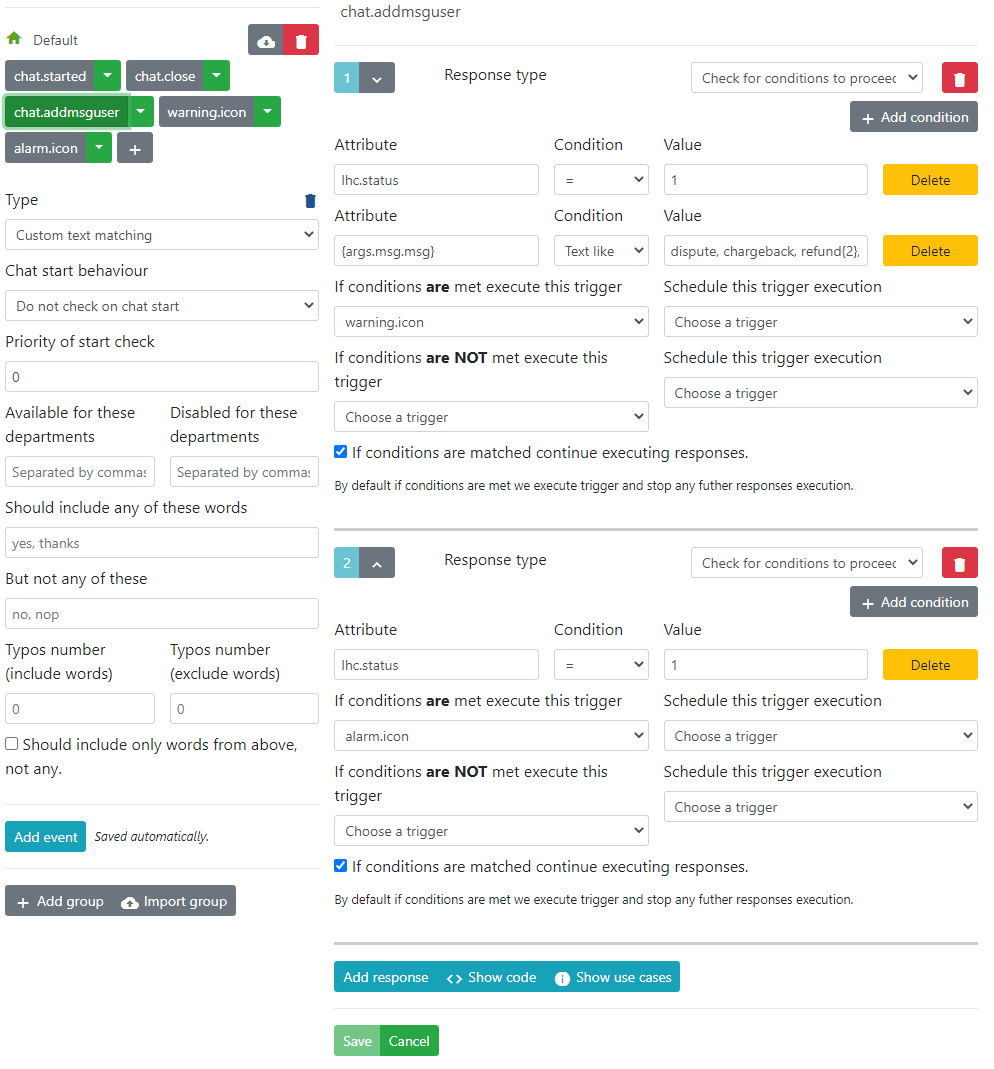 Default
chat.started
chat.close
chat.addmsguser
warning.icon
alarm.icon
Type
Custom text matching
Chat start behaviour
Do not check on chat start
Priority of start check
0
Available for these
departments
Disabled for these
departments
Separated by commas
Separated by commas
Should include any of these words
yes, thanks
But not any of these
no, nop
Typos number
(include words)
Typos number
(exclude words)
0
0
Should include only words from above,
not any.
Add event
Saved automatically.
+ Add group
Import group
chat.addmsguser
1
Response type
Check for conditions to proceed
+ Add condition
Attribute
Condition
Value
lhc.status
=
1
Delete
Attribute
Condition
Value
{args.msg.msg}
Text like
dispute, chargeback, refund{2},
Delete
If conditions are met execute this trigger
Schedule this trigger execution
warning.icon
Choose a trigger
If conditions are NOT met execute this
trigger
Schedule this trigger execution
Choose a trigger
Choose a trigger
If conditions are matched continue executing responses.
By default if conditions are met we execute trigger and stop any futher responses execution.
2
Response type
Check for conditions to proceed
+ Add condition
Attribute
Condition
Value
lhc.status
=
1
Delete
If conditions are met execute this trigger
Schedule this trigger execution
alarm.icon
Choose a trigger
If conditions are NOT met execute this
trigger
Schedule this trigger execution
Choose a trigger
Choose a trigger
If conditions are matched continue executing responses.
By default if conditions are met we execute trigger and stop any futher responses execution.
Add response
<> Show code
Show use cases
Save
Cancel